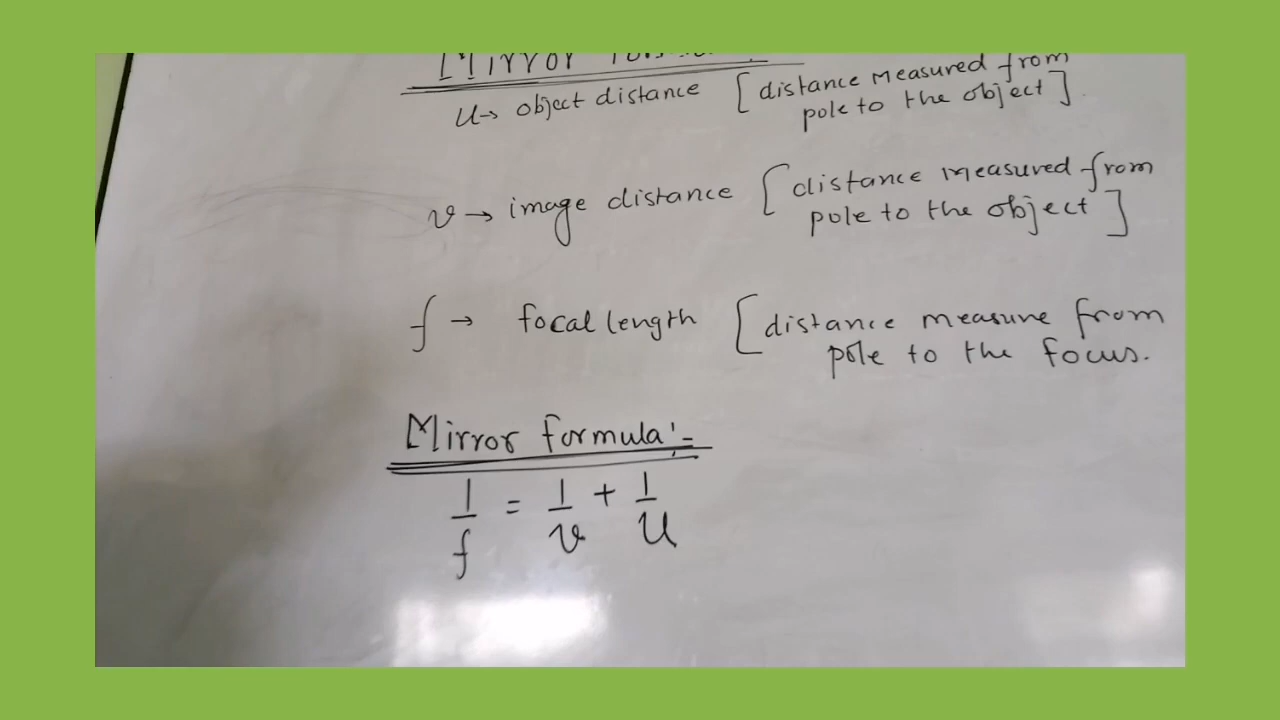 Mirror
u→ object distance [distance measured from
pole to the object]
v→ image distance [distance measured from
pole to the object]
f→ focal length [distance measure from
pole to the focus.
Mirror formula:-
1/f = 1/v + 1/u